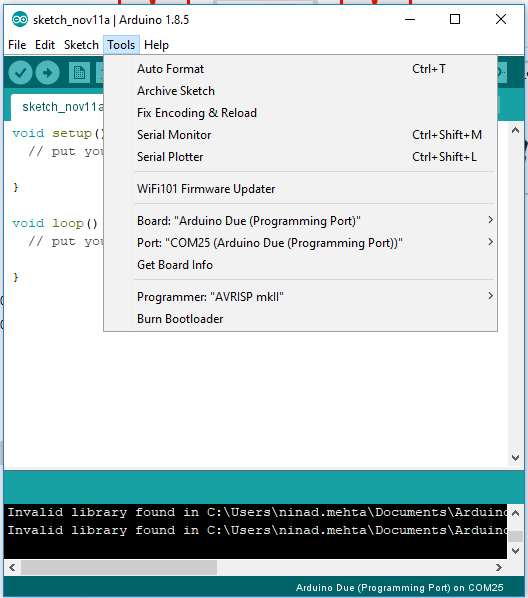 sketch_nov11a | Arduino 1.8.5
File Edit Sketch Tools Help
Auto Format Ctrl+T
Archive Sketch
Fix Encoding & Reload
Serial Monitor Ctrl+Shift+M
Serial Plotter Ctrl+Shift+L
WiFi101 Firmware Updater
Board: "Arduino Due (Programming Port)"
Port: "COM25 (Arduino Due (Programming Port))"
Get Board Info
Programmer: "AVRISP mkII"
Burn Bootloader
sketch_nov11a
void setup()
// put you
}
void loop()
// put you
}
Invalid library found in C:\Users\ninad.mehta\Documents\Arduino
Invalid library found in C:\Users\ninad.mehta\Documents\Arduino
Arduino Due (Programming Port) on COM25